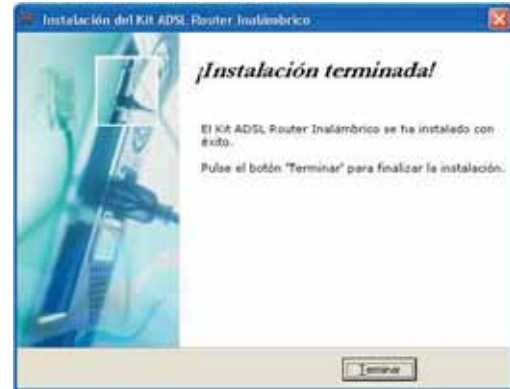 Instalación del Kit ADSL Router Inalámbrico
¡Instalación terminada!
El Kit ADSL Router Inalámbrico se ha instalado con
éxito.
Pulse el botón 'Terminar' para finalizar la instalación.
Terminar